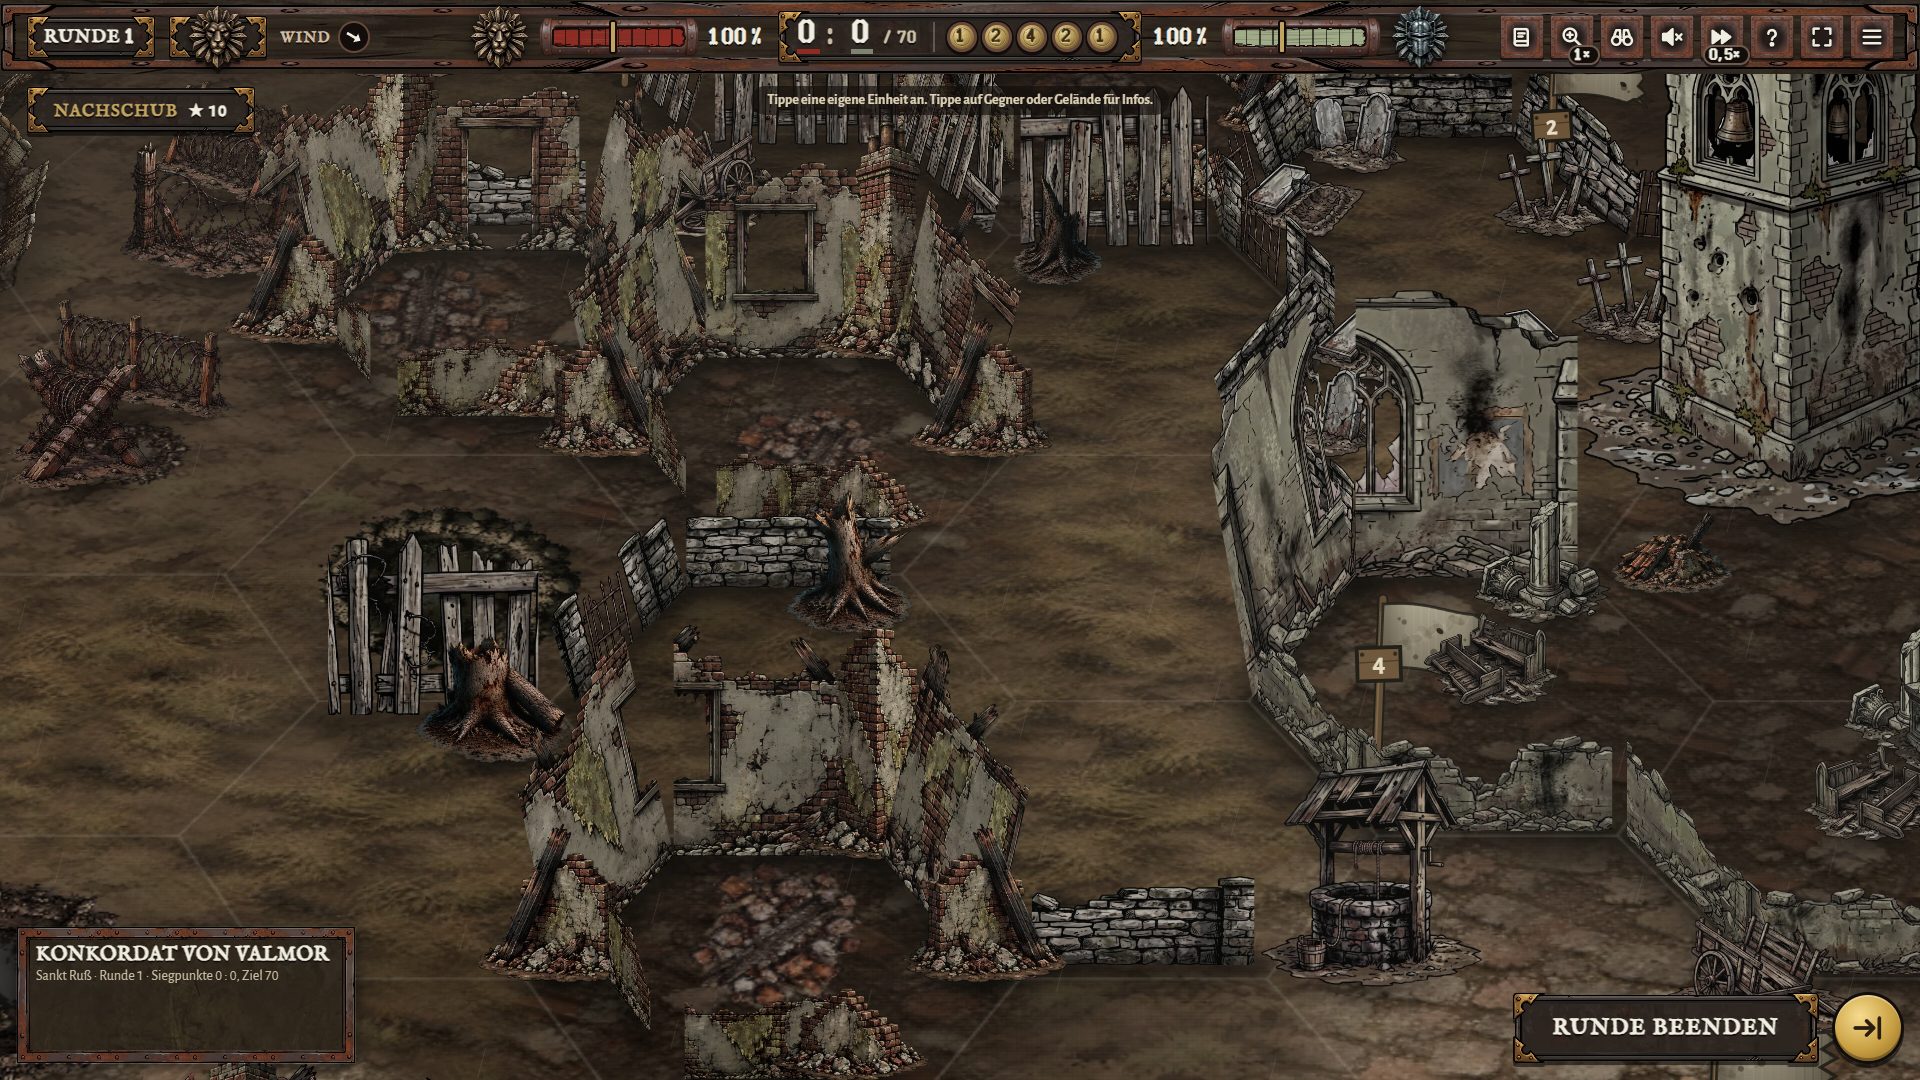 RUNDE 1
WIND
100 %
0 : 0 / 70
1 2 4 2 1
100 %
1×
0,5×
?
NACHSCHUB ★ 10
Tippe eine eigene Einheit an. Tippe auf Gegner oder Gelände für Infos.
2
4
KONKORDAT VON VALMOR
Sankt Ruß · Runde 1 · Siegpunkte 0 : 0, Ziel 70
RUNDE BEENDEN